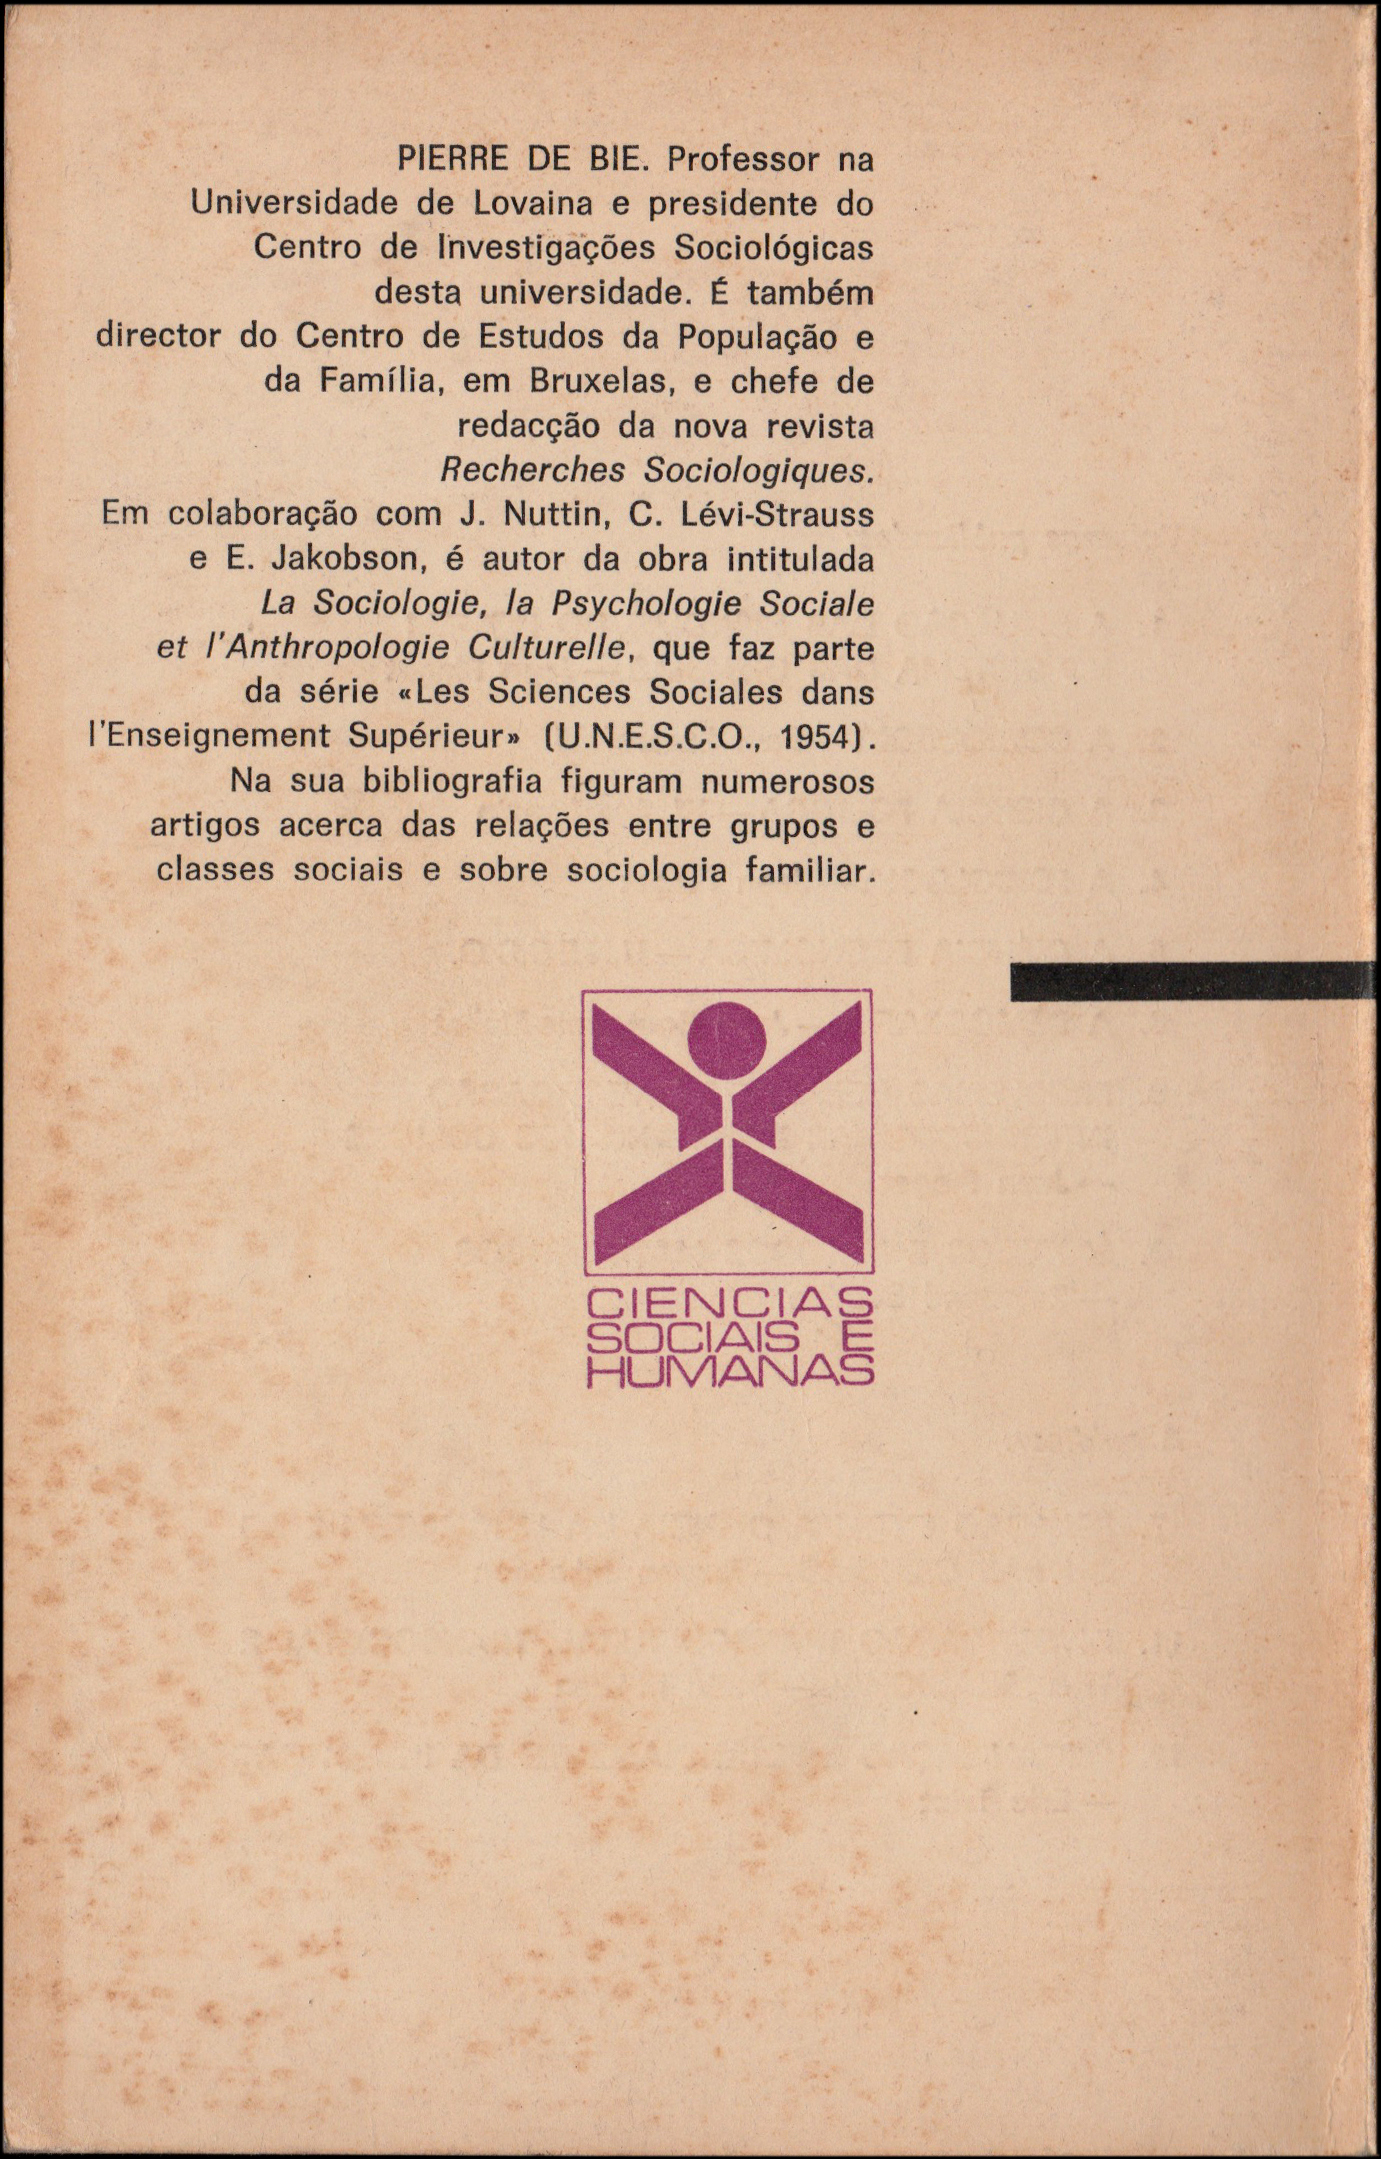 PIERRE DE BIE. Professor na
Universidade de Lovaina e presidente do
Centro de Investigações Sociológicas
desta universidade. É também
director do Centro de Estudos da População e
da Família, em Bruxelas, e chefe de
redacção da nova revista
Recherches Sociologiques.
Em colaboração com J. Nuttin, C. Lévi-Strauss
e E. Jakobson, é autor da obra intitulada
La Sociologie, la Psychologie Sociale
et l'Anthropologie Culturelle, que faz parte
da série «Les Sciences Sociales dans
l'Enseignement Supérieur» (U.N.E.S.C.O., 1954).
Na sua bibliografia figuram numerosos
artigos acerca das relações entre grupos e
classes sociais e sobre sociologia familiar.
CIENCIAS
SOCIAIS E
HUMANAS